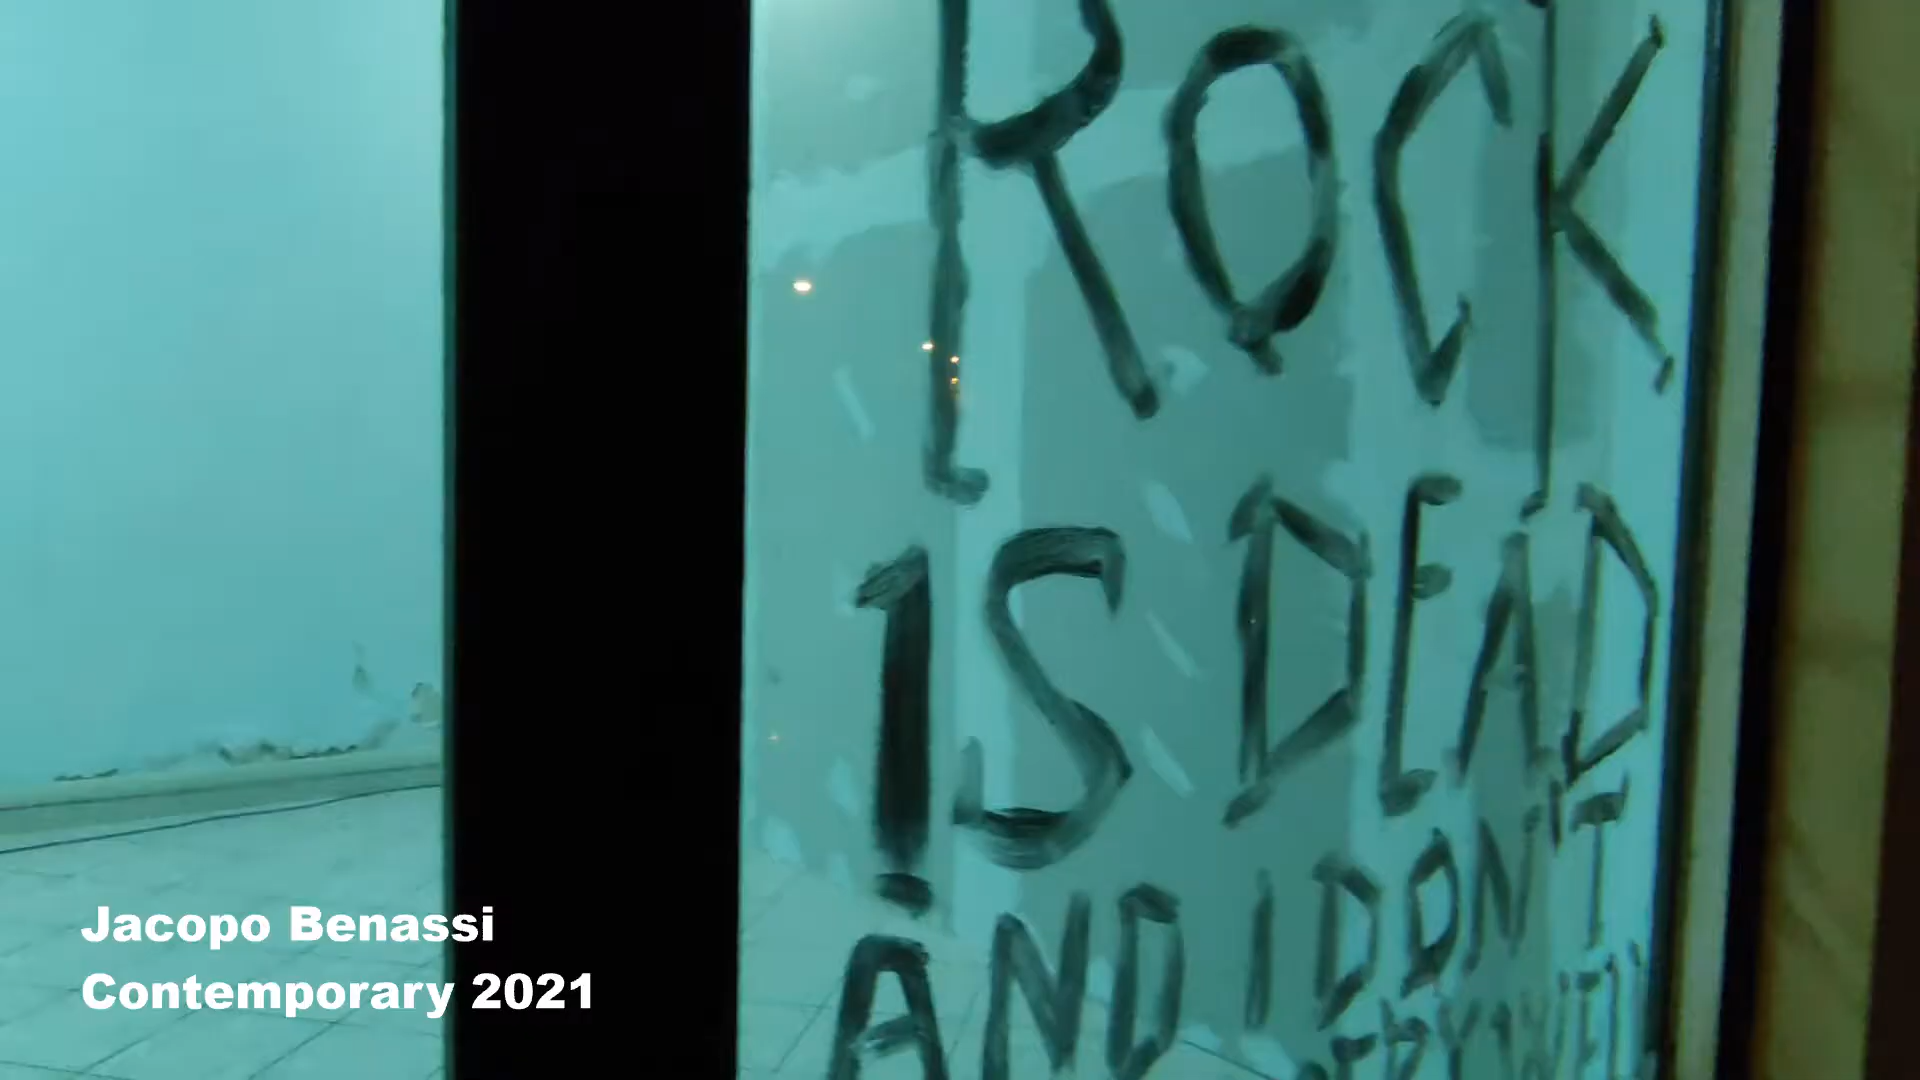 ROCK
IS DEAD
AND I DON'T
Jacopo Benassi
Contemporary 2021